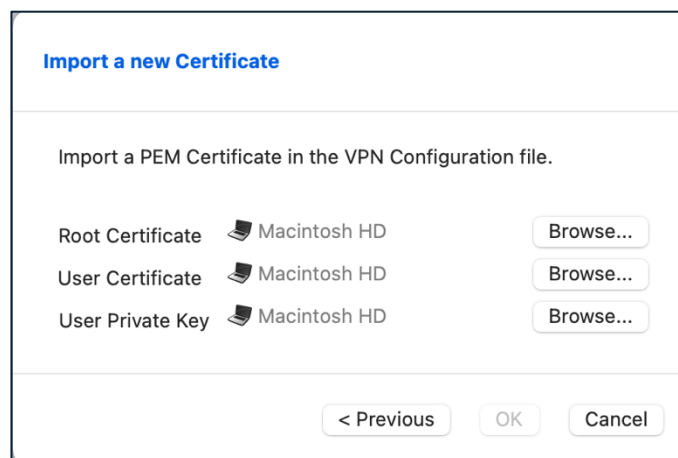 Import a new Certificate
Import a PEM Certificate in the VPN Configuration file.
Root Certificate Macintosh HD Browse...
User Certificate Macintosh HD Browse...
User Private Key Macintosh HD Browse...
< Previous OK Cancel